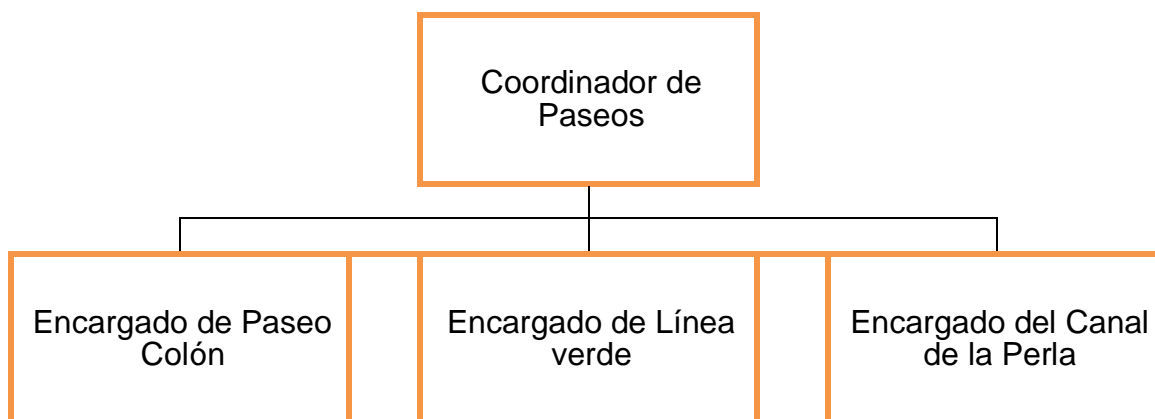 Coordinador de
Paseos
Encargado de Paseo
Colón
Encargado de Línea
verde
Encargado del Canal
de la Perla